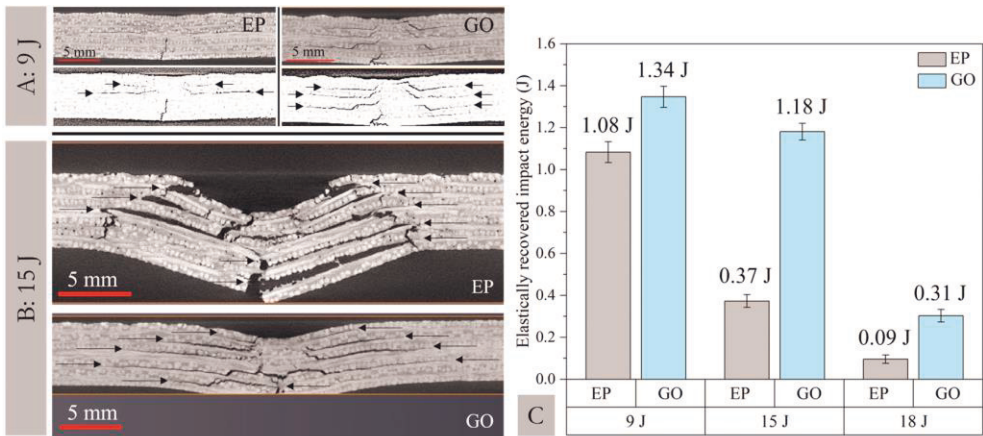 A: 9 J
EP
5 mm
GO
5 mm
B: 15 J
5 mm
EP
5 mm
GO
Elastically recovered impact energy (J)
1.6
1.4
1.2
1.0
0.8
0.6
0.4
0.2
0.0
EP
GO
1.08 J
1.34 J
0.37 J
1.18 J
0.09 J
0.31 J
EP GO EP GO EP GO
9 J 15 J 18 J
C